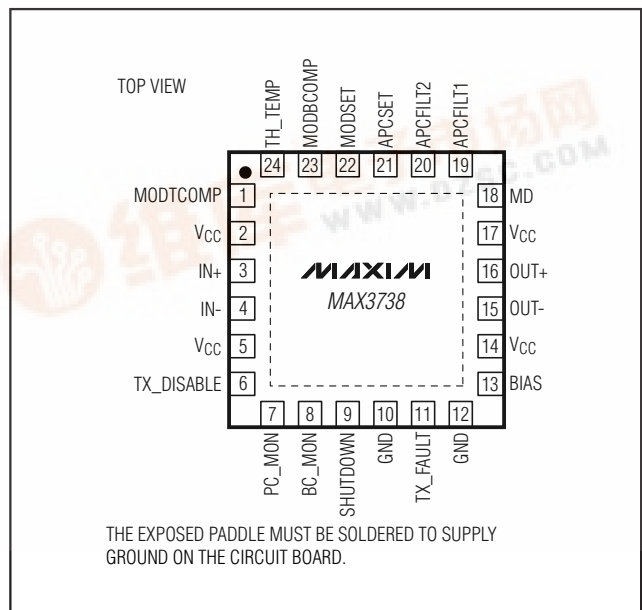 TOP VIEW
TH_TEMP
MODBCOMP
MODSET
APCSET
APCFILT2
APCFILT1
24 23 22 21 20 19
MODTCOMP 1
VCC 2
IN+ 3
IN- 4
VCC 5
TX_DISABLE 6
18 MD
17 VCC
16 OUT+
15 OUT-
14 VCC
13 BIAS
MAXIM
MAX3738
7 8 9 10 11 12
PC_MON
BC_MON
SHUTDOWN
GND
TX_FAULT
GND
THE EXPOSED PADDLE MUST BE SOLDERED TO SUPPLY
GROUND ON THE CIRCUIT BOARD.